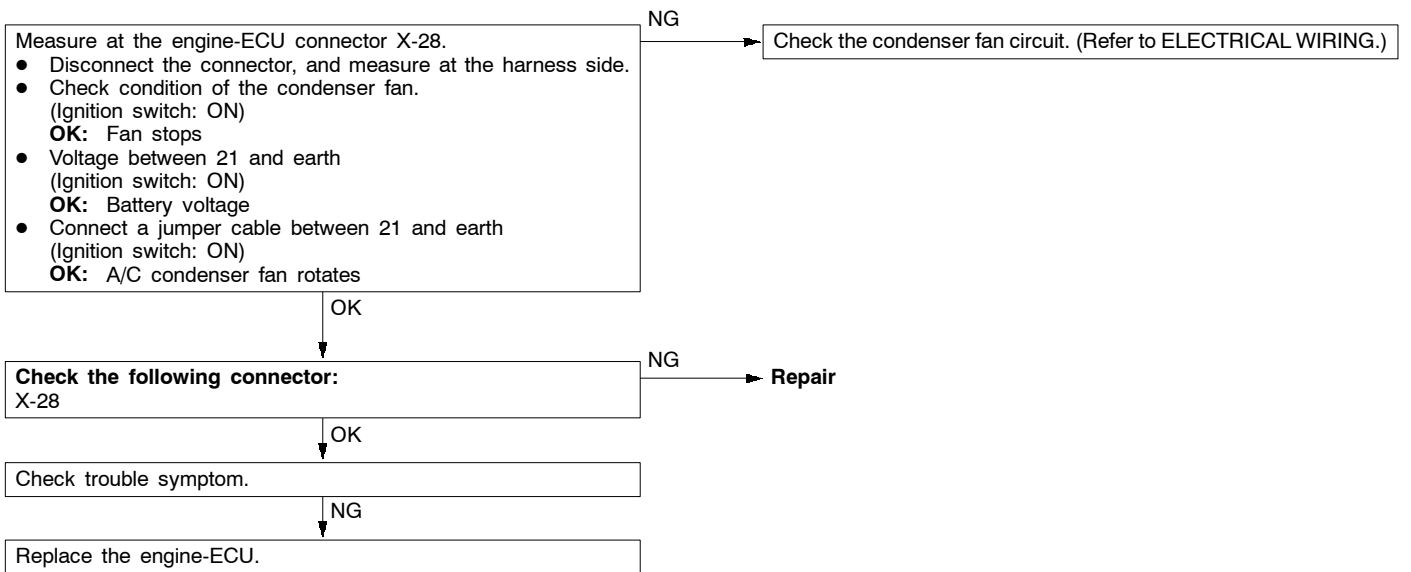 NG
Measure at the engine-ECU connector X-28.
● Disconnect the connector, and measure at the harness side.
● Check condition of the condenser fan.
(Ignition switch: ON)
OK: Fan stops
● Voltage between 21 and earth
(Ignition switch: ON)
OK: Battery voltage
● Connect a jumper cable between 21 and earth
(Ignition switch: ON)
OK: A/C condenser fan rotates
Check the condenser fan circuit. (Refer to ELECTRICAL WIRING.)
OK
NG
Check the following connector:
X-28
Repair
OK
Check trouble symptom.
NG
Replace the engine-ECU.